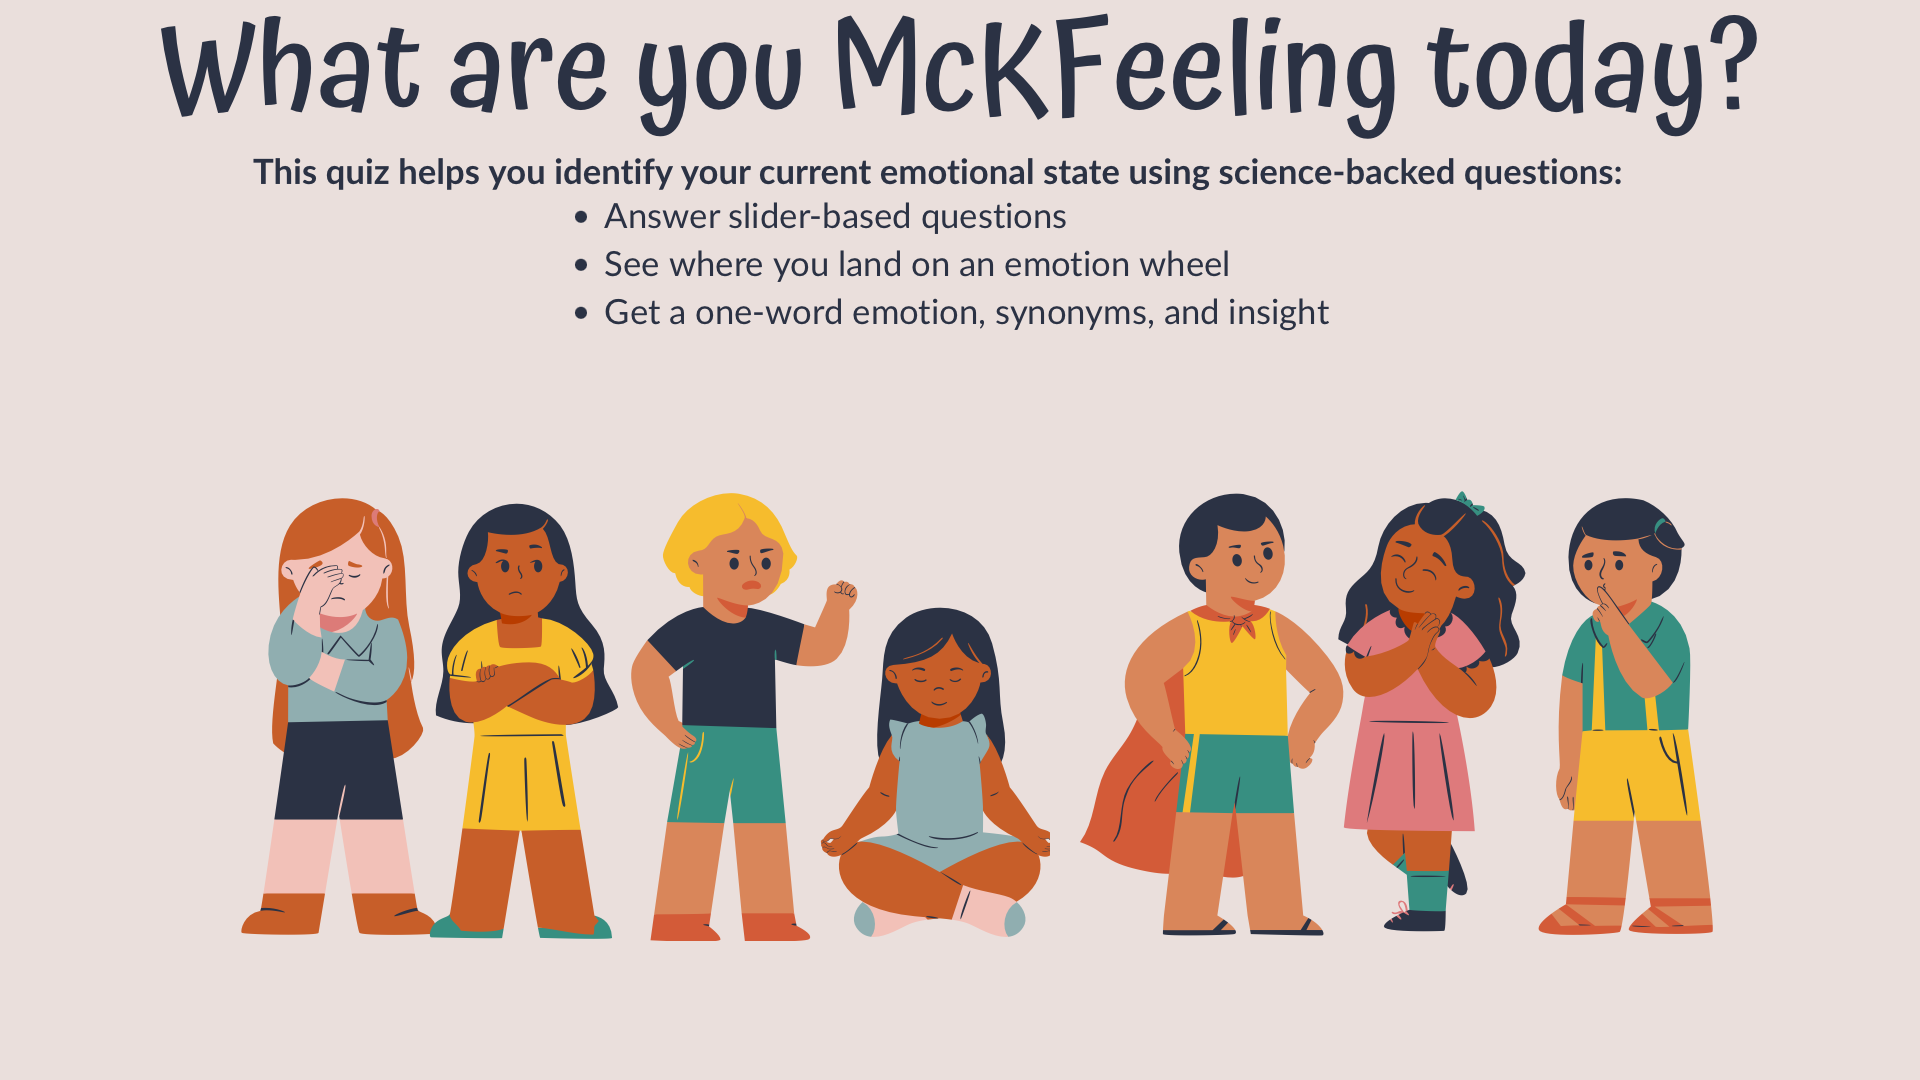 What are you McKFeeling today?
This quiz helps you identify your current emotional state using science-backed questions:
• Answer slider-based questions
• See where you land on an emotion wheel
• Get a one-word emotion, synonyms, and insight